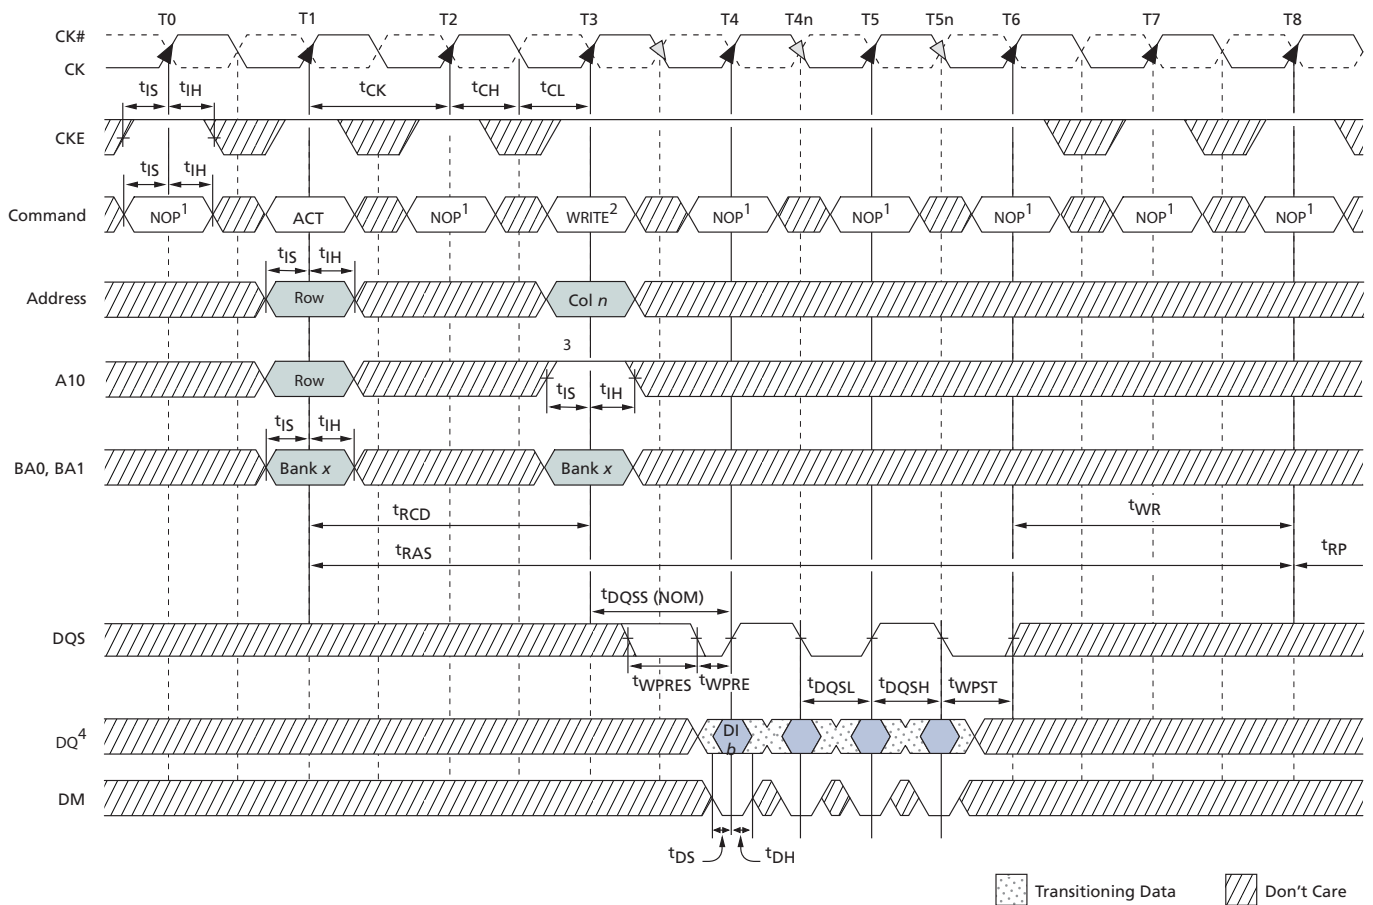 T0 T1 T2 T3 T4 T4n T5 T5n T6 T7 T8
CK#
CK
tIS tIH tCK tCH tCL
CKE
tIS tIH
Command NOP1 ACT NOP1 WRITE2 NOP1 NOP1 NOP1 NOP1 NOP1
tIS tIH
Address Row Col n
3
A10 Row
tIS tIH
tIS tIH
BA0, BA1 Bank x Bank x
tRCD tWR
tRAS tRP
tDQSS (NOM)
DQS
tWPRES tWPRE tDQSL tDQSH tWPST
DQ4 DI
b
DM
tDS tDH
Transitioning Data Don't Care